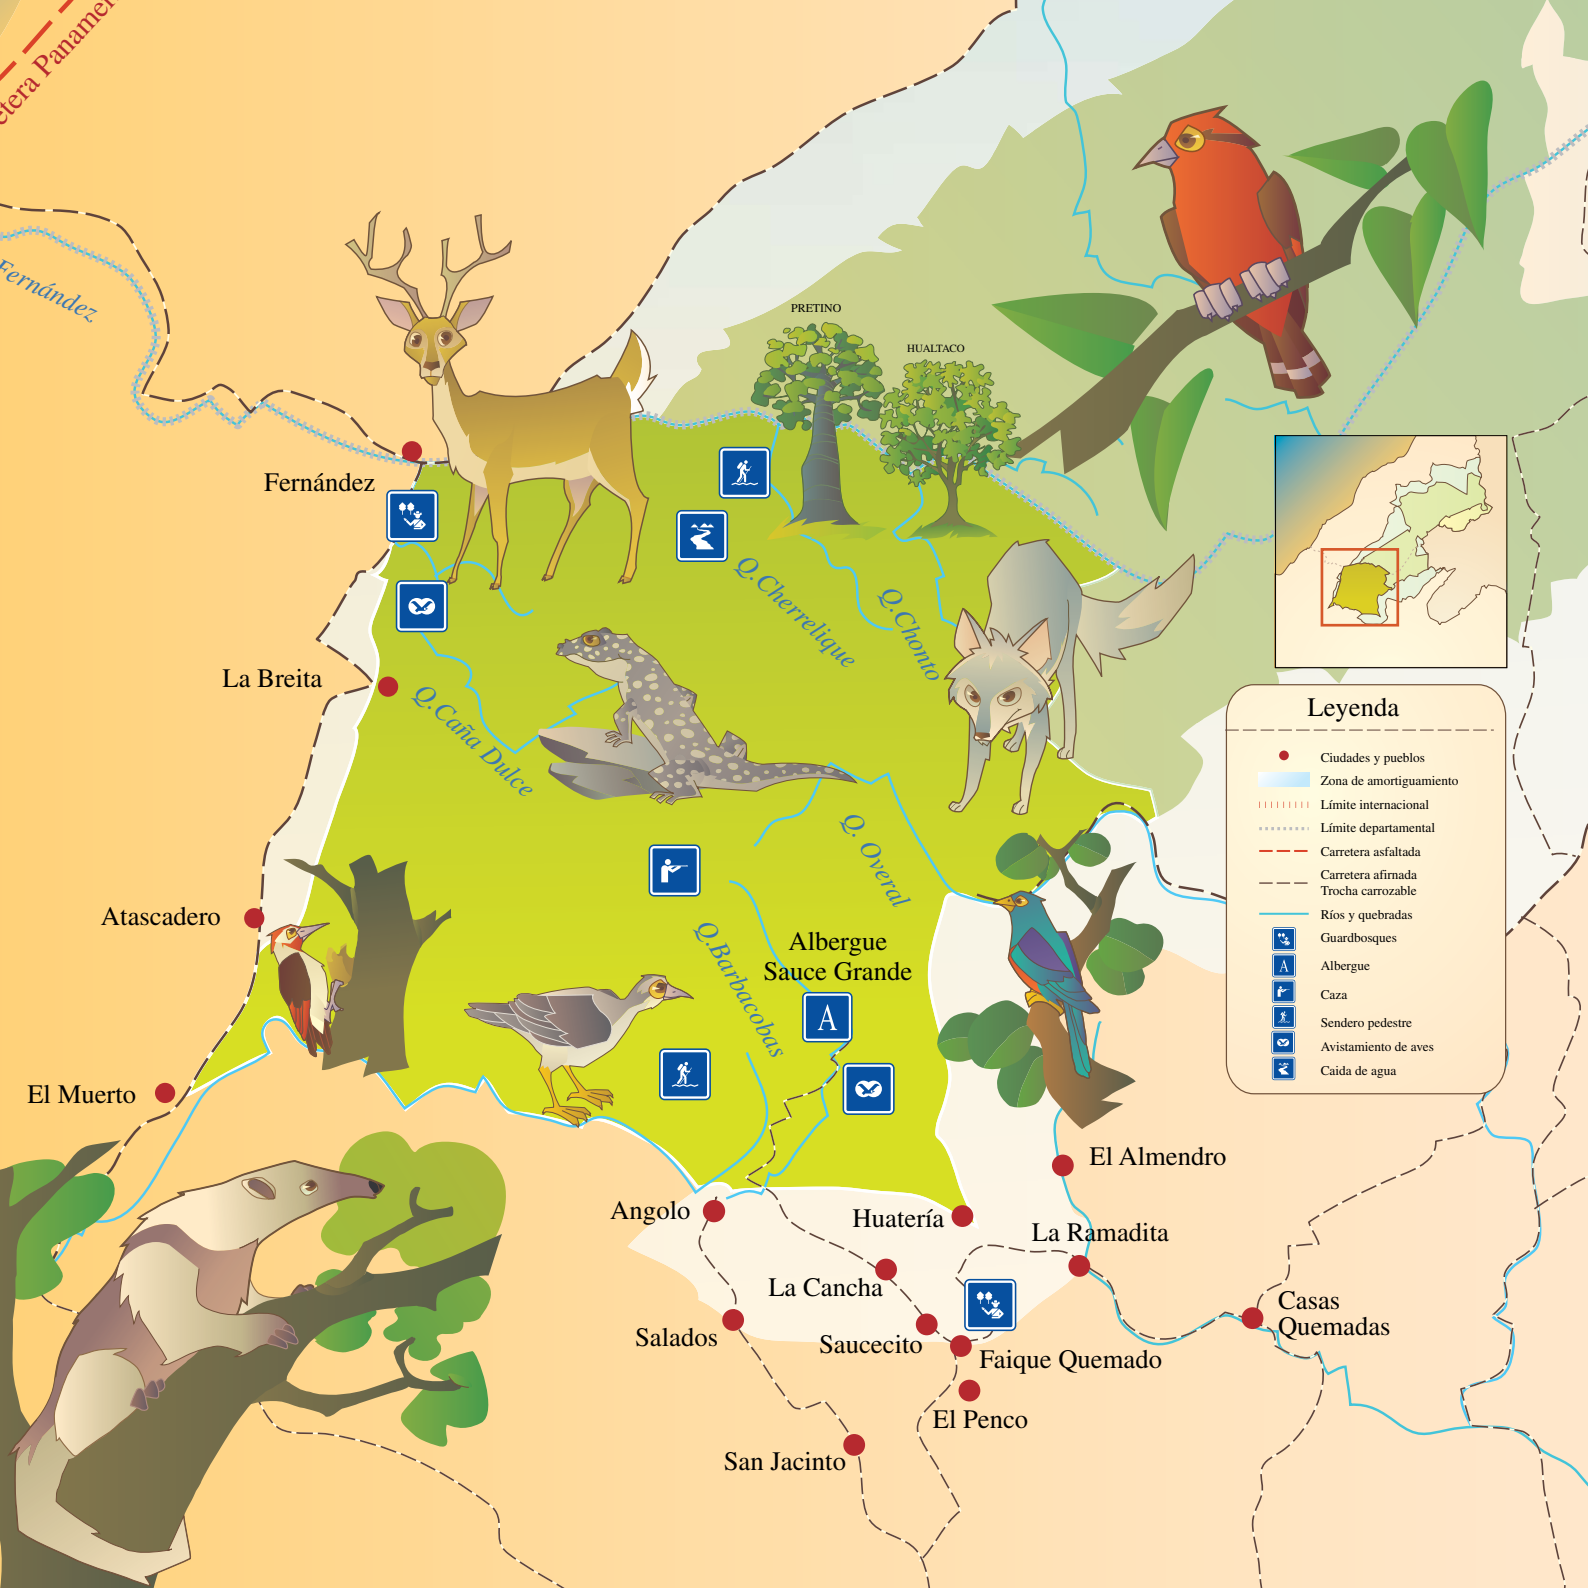 etera Paname
Fernández
PRETINO
HUALTACO
Fernández
Q.Cherrelique
Q.Chonto
La Breita
Q.Caña Dulce
Q. Overal
Atascadero
Q.Barbacobas
Albergue
Sauce Grande
A
El Muerto
El Almendro
Angolo
Huatería
La Ramadita
La Cancha
Salados
Saucecito
Faique Quemado
Casas
Quemadas
El Penco
San Jacinto
Leyenda
Ciudades y pueblos
Zona de amortiguamiento
Límite internacional
Límite departamental
Carretera asfaltada
Carretera afirnada
Trocha carrozable
Ríos y quebradas
Guardbosques
A
Albergue
Caza
Sendero pedestre
Avistamiento de aves
Caida de agua